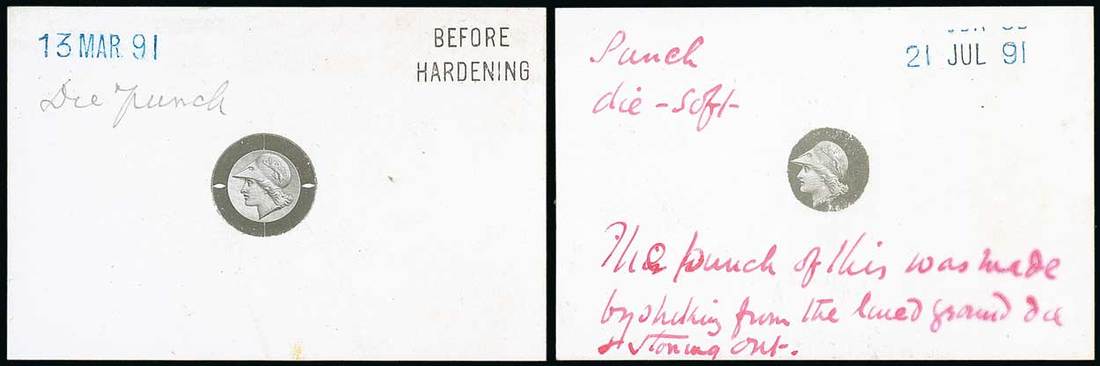 13 MAR 91
BEFORE
HARDENING
Die punch
Punch
die - soft
21 JUL 91
The punch of this was made
by striking from the lined ground die
& stoning out.